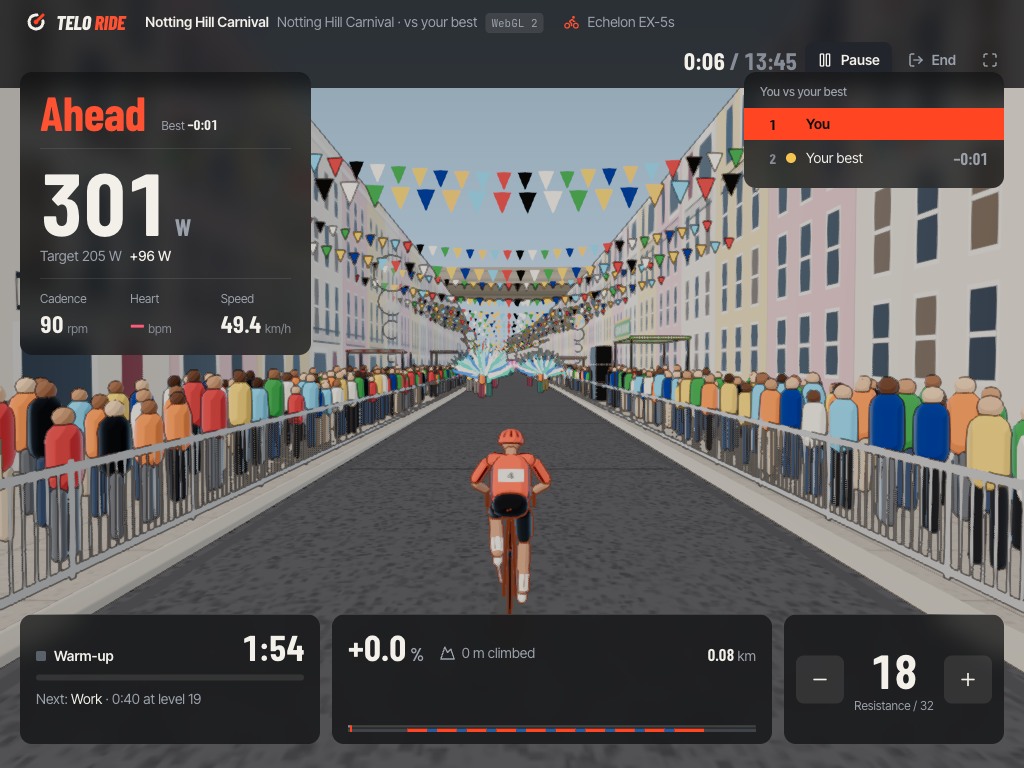 TELO RIDE
Notting Hill Carnival Notting Hill Carnival · vs your best WebGL 2 Echelon EX-5s
0:06 / 13:45 Pause End
Ahead Best −0:01
301 W
Target 205 W +96 W
Cadence Heart Speed
90 rpm – bpm 49.4 km/h
You vs your best
1 You
2 Your best −0:01
4
Warm-up 1:54
Next: Work · 0:40 at level 19
+0.0 % 0 m climbed 0.08 km
− 18 +
Resistance / 32